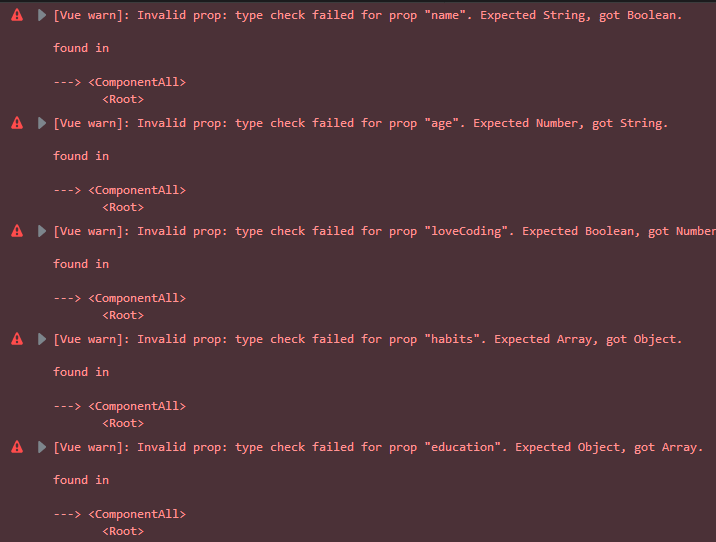 [Vue warn]: Invalid prop: type check failed for prop "name". Expected String, got Boolean.
found in
---> <ComponentAll>
<Root>
[Vue warn]: Invalid prop: type check failed for prop "age". Expected Number, got String.
found in
---> <ComponentAll>
<Root>
[Vue warn]: Invalid prop: type check failed for prop "loveCoding". Expected Boolean, got Number
found in
---> <ComponentAll>
<Root>
[Vue warn]: Invalid prop: type check failed for prop "habits". Expected Array, got Object.
found in
---> <ComponentAll>
<Root>
[Vue warn]: Invalid prop: type check failed for prop "education". Expected Object, got Array.
found in
---> <ComponentAll>
<Root>